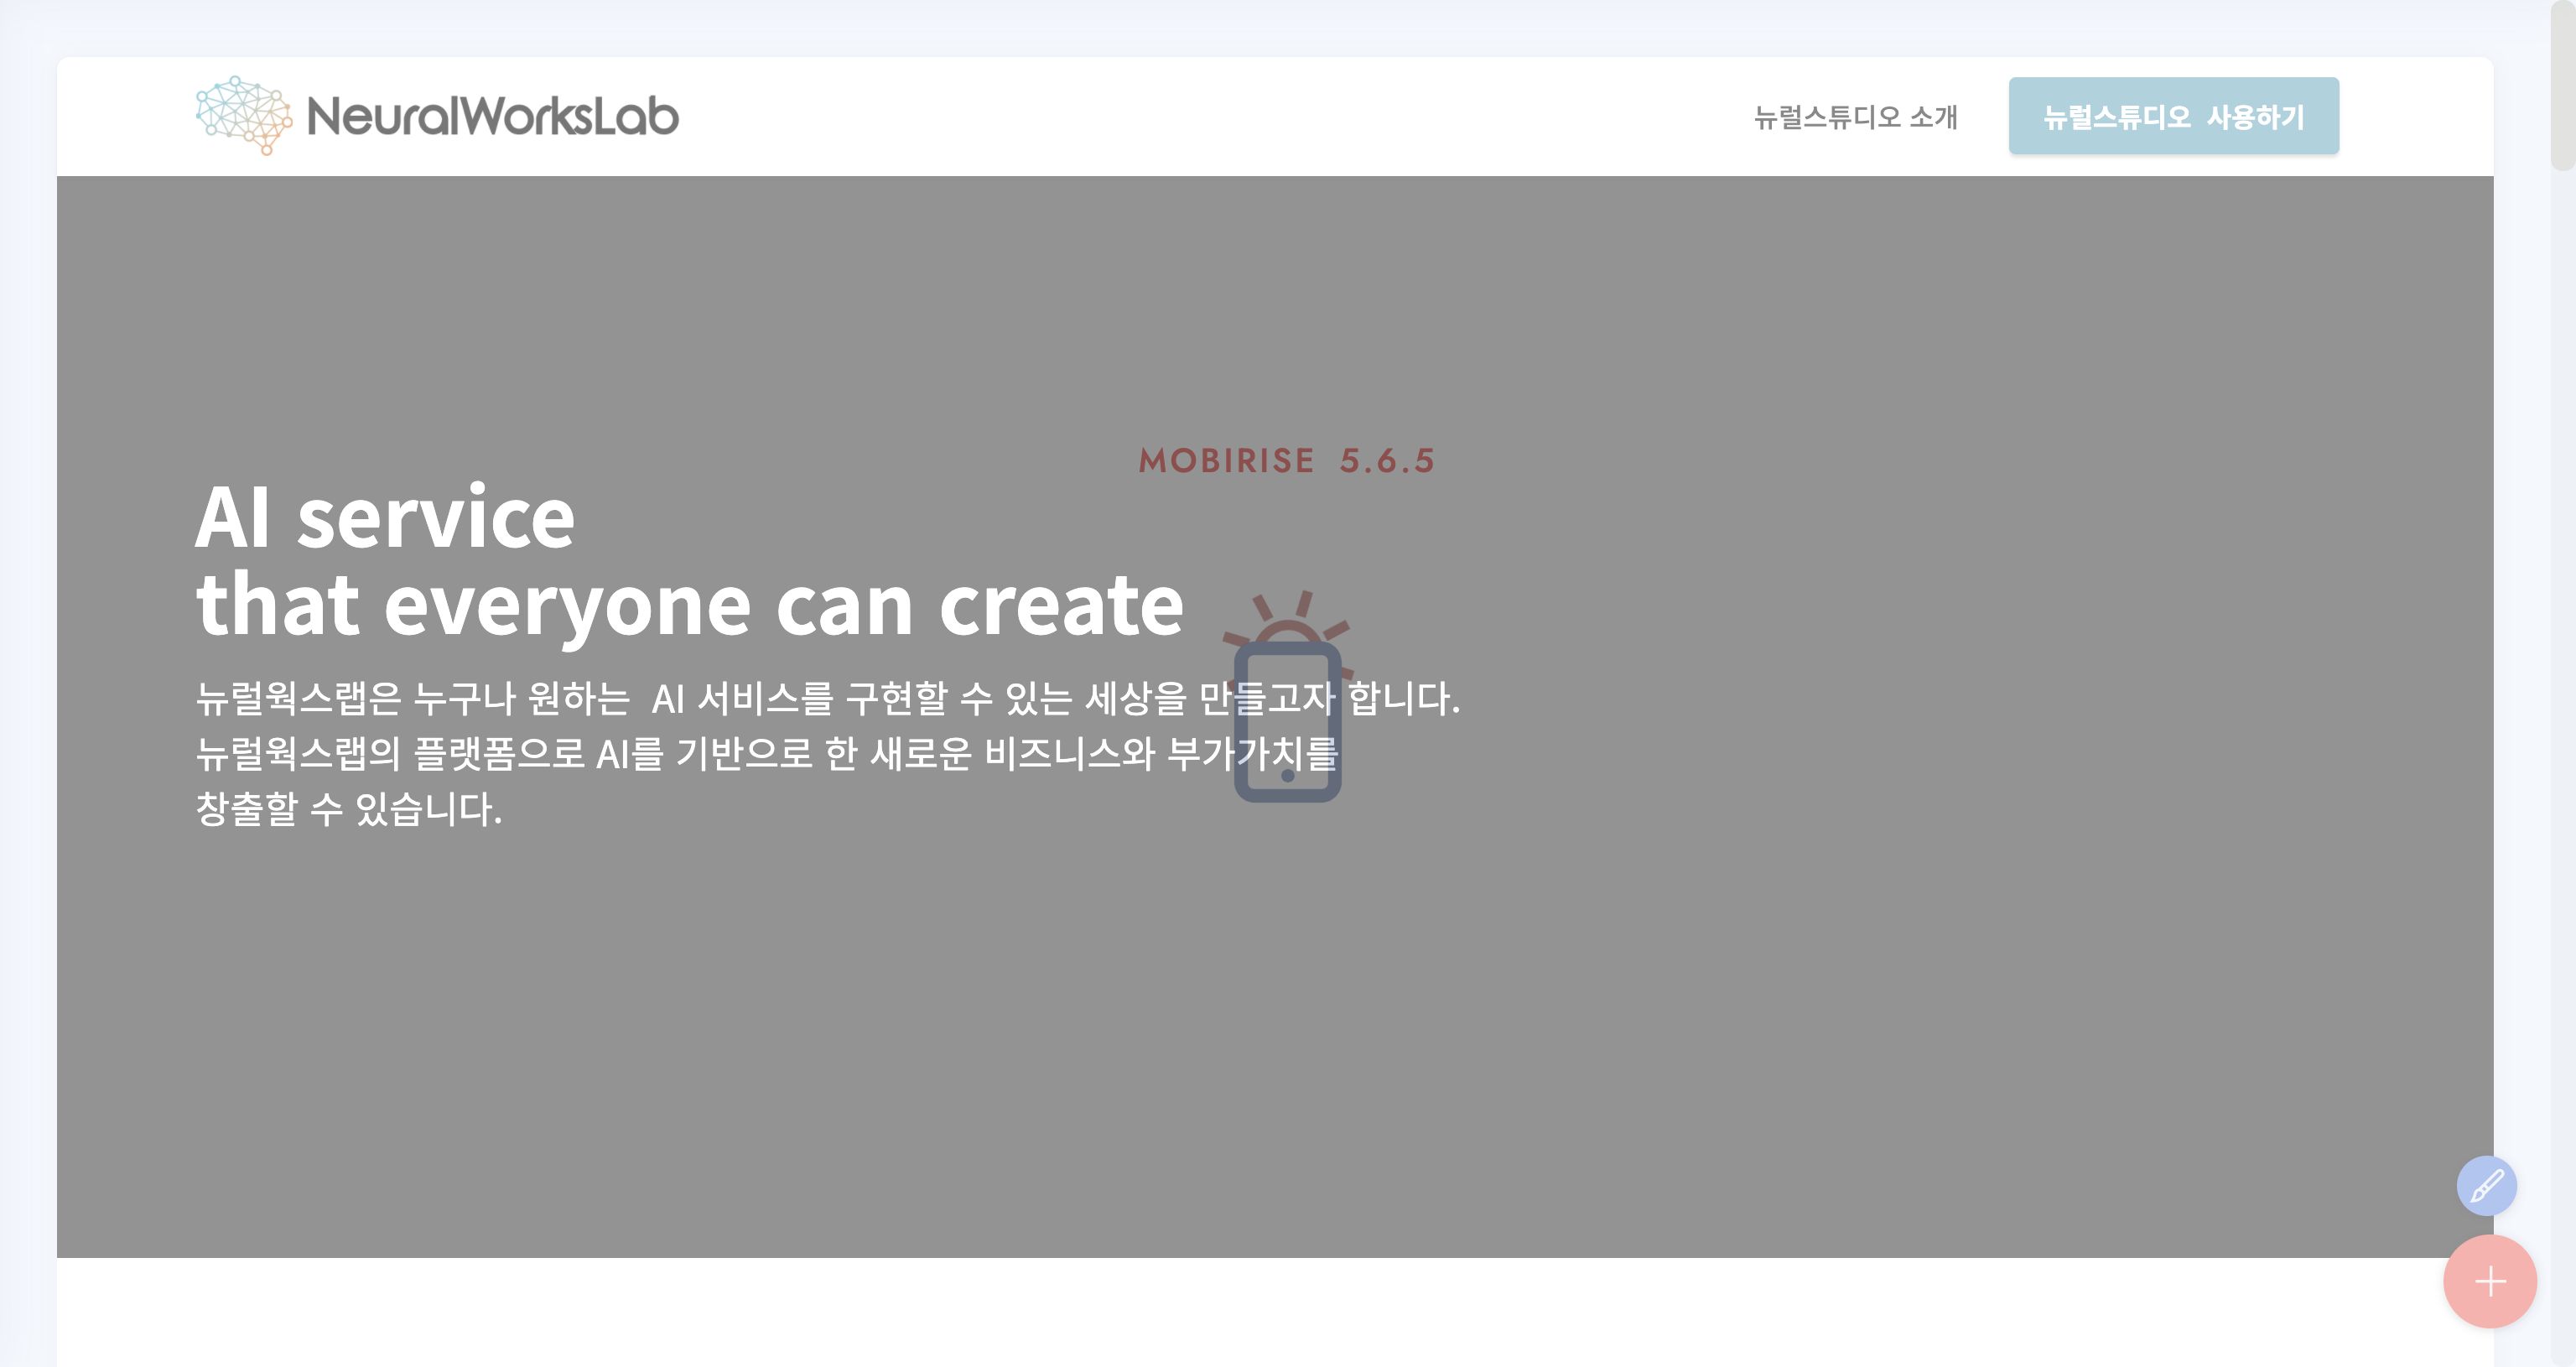 NeuralWorksLab
뉴럴스튜디오 소개
뉴럴스튜디오 사용하기
MOBIRISE 5.6.5
AI service
that everyone can create
뉴럴웍스랩은 누구나 원하는 AI 서비스를 구현할 수 있는 세상을 만들고자 합니다.
뉴럴웍스랩의 플랫폼으로 AI를 기반으로 한 새로운 비즈니스와 부가가치를
창출할 수 있습니다.